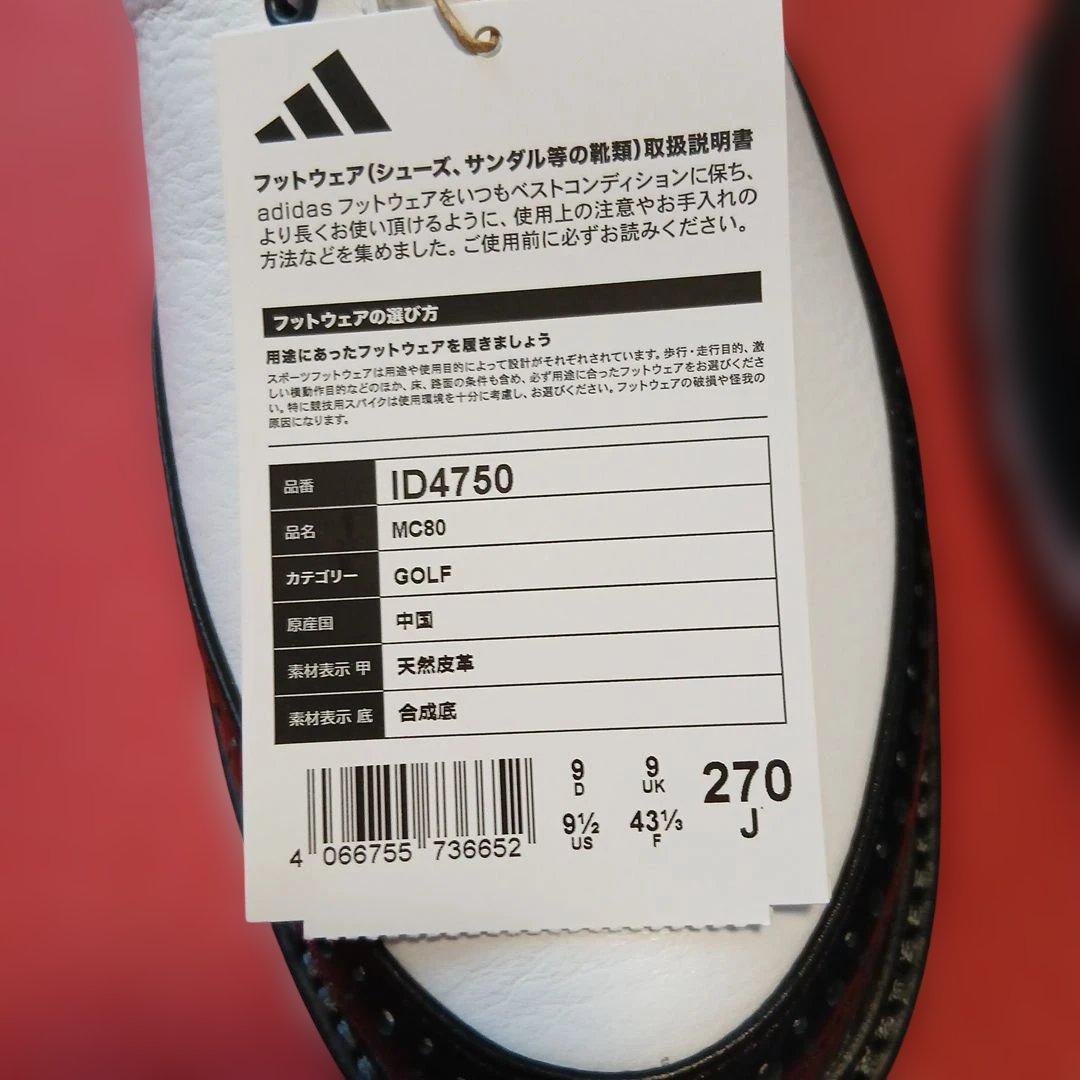 フットウェア(シューズ、サンダル等の靴類)取扱説明書
adidas フットウェアをいつもベストコンディションに保ち、
より長くお使い頂けるように、使用上の注意やお手入れの
方法などを集めました。ご使用前に必ずお読みください。
フットウェアの選び方
用途にあったフットウェアを履きましょう
スポーツフットウェアは用途や使用目的によって設計がそれぞれされています。歩行・走行目的、激
しい横動作目的などのほか、床、路面の条件も含め、必ず用途に合ったフットウェアをお選びくださ
い。特に競技用スパイクは使用環境を十分に考慮し、お選びください。フットウェアの破損や怪我の
原因になります。
品番 ID4750
品名 MC80
カテゴリー GOLF
原産国 中国
素材表示 甲 天然皮革
素材表示 底 合成底
9 9 270
D UK J
9½ 43⅓
US F
4 066755 736652